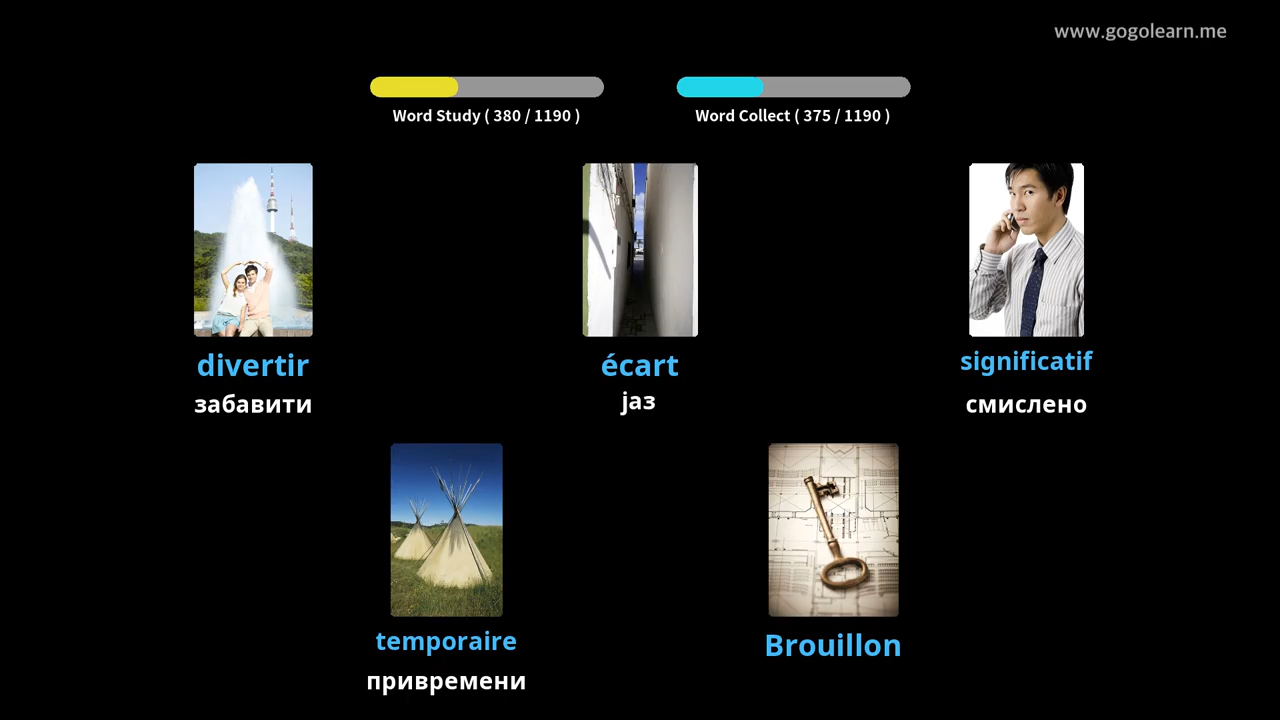 www.gogolearn.me
Word Study ( 380 / 1190 )
Word Collect ( 375 / 1190 )
divertir
забавити
écart
јаз
significatif
смислено
temporaire
привремени
Brouillon